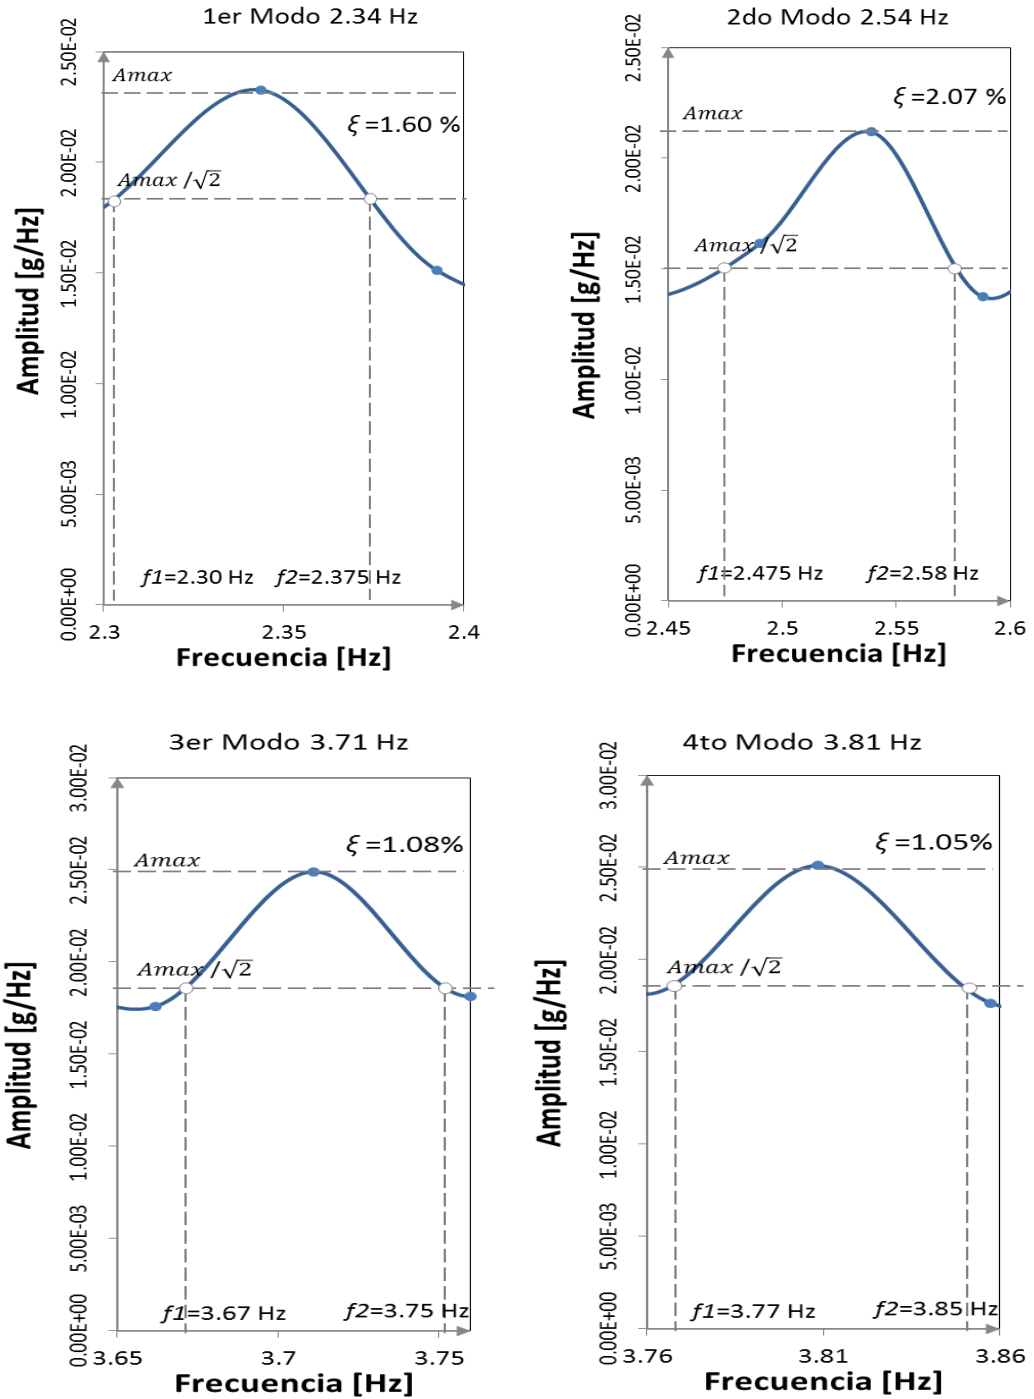 1er Modo 2.34 Hz
2.50E-02
2.00E-02
1.50E-02
1.00E-02
5.00E-03
0.00E+00
Amplitud [g/Hz]
Amax
ξ =1.60 %
Amax /√2
f1=2.30 Hz
f2=2.375 Hz
2.3
2.35
2.4
Frecuencia [Hz]
2do Modo 2.54 Hz
2.50E-02
2.00E-02
1.50E-02
1.00E-02
5.00E-03
0.00E+00
Amplitud [g/Hz]
ξ =2.07 %
Amax
Amax /√2
f1=2.475 Hz
f2=2.58 Hz
2.45
2.5
2.55
2.6
Frecuencia [Hz]
3er Modo 3.71 Hz
3.00E-02
2.50E-02
2.00E-02
1.50E-02
1.00E-02
5.00E-03
0.00E+00
Amplitud [g/Hz]
ξ =1.08%
Amax
Amax /√2
f1=3.67 Hz
f2=3.75 Hz
3.65
3.7
3.75
Frecuencia [Hz]
4to Modo 3.81 Hz
3.00E-02
2.50E-02
2.00E-02
1.50E-02
1.00E-02
5.00E-03
0.00E+00
Amplitud [g/Hz]
ξ =1.05%
Amax
Amax /√2
f1=3.77 Hz
f2=3.85 Hz
3.76
3.81
3.86
Frecuencia [Hz]